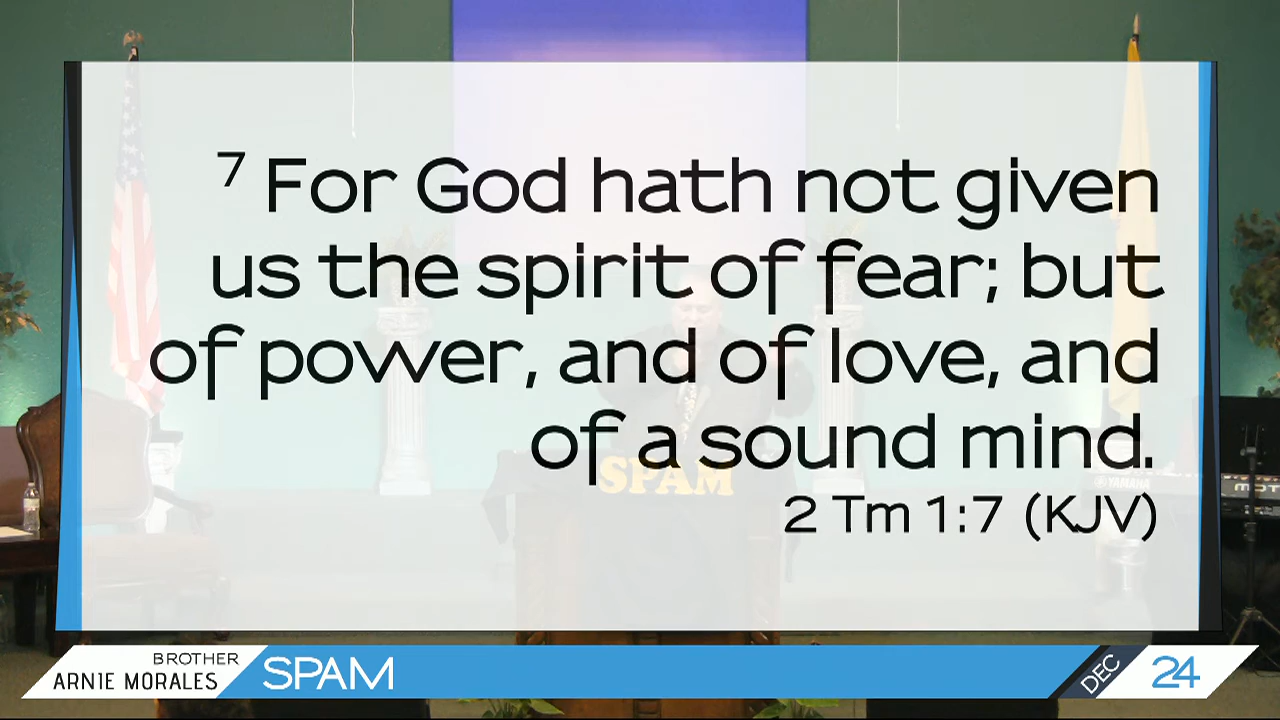 7 For God hath not given
us the spirit of fear; but
of power, and of love, and
of a sound mind.
2 Tm 1:7 (KJV)
SPAM
YAMAHA
BROTHER
ARNIE MORALES
SPAM
DEC
24